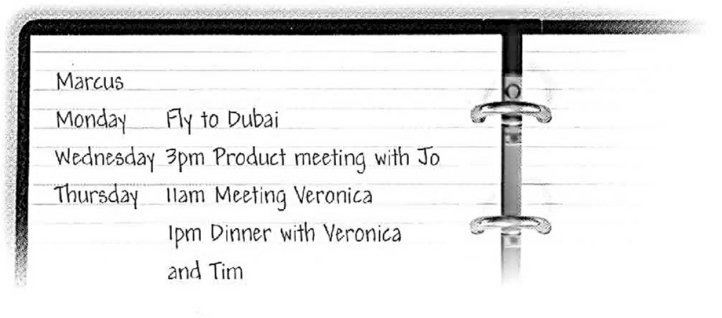 Marcus
Monday Fly to Dubai
Wednesday 3pm Product meeting with Jo
Thursday 11am Meeting Veronica
1pm Dinner with Veronica
and Tim